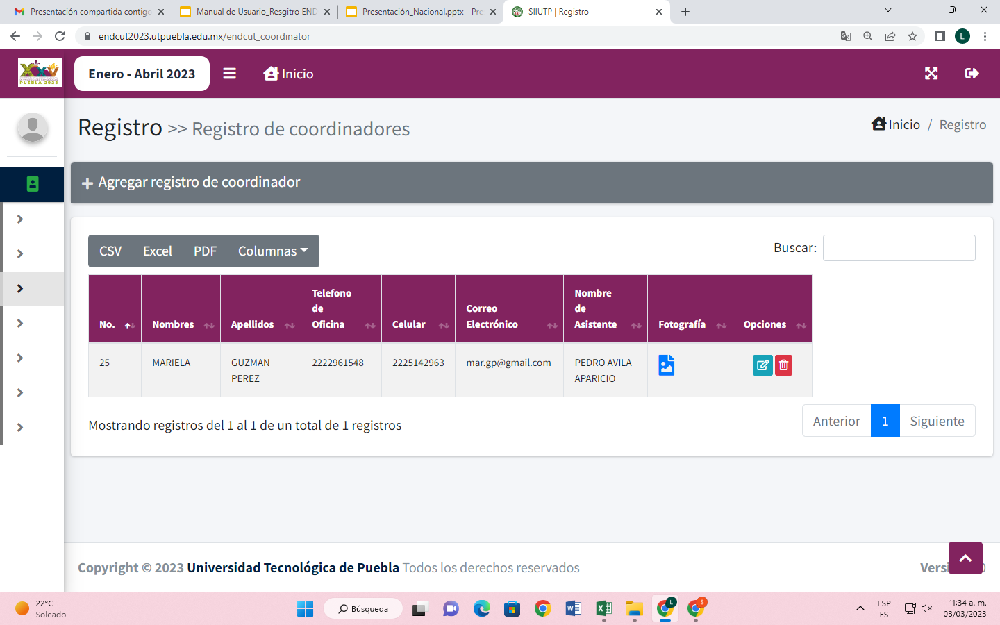 Presentación compartida contigo
Manual de Usuario_Resgitro END
Presentación_Nacional.pptx - Pre
SIIUTP | Registro
endcut2023.utpuebla.edu.mx/endcut_coordinator
L
XXV
PUEBLA 2023
Enero - Abril 2023
Inicio
Registro >> Registro de coordinadores
Inicio / Registro
Agregar registro de coordinador
CSV Excel PDF Columnas
Buscar:
No. Nombres Apellidos Telefono de Oficina Celular Correo Electrónico Nombre de Asistente Fotografía Opciones
25 MARIELA GUZMAN PEREZ 2222961548 2225142963 mar.gp@gmail.com PEDRO AVILA APARICIO
Mostrando registros del 1 al 1 de un total de 1 registros
Anterior 1 Siguiente
Copyright © 2023 Universidad Tecnológica de Puebla Todos los derechos reservados
22°C
Soleado
Búsqueda
L
S
ESP
ES
11:34 a. m.
03/03/2023